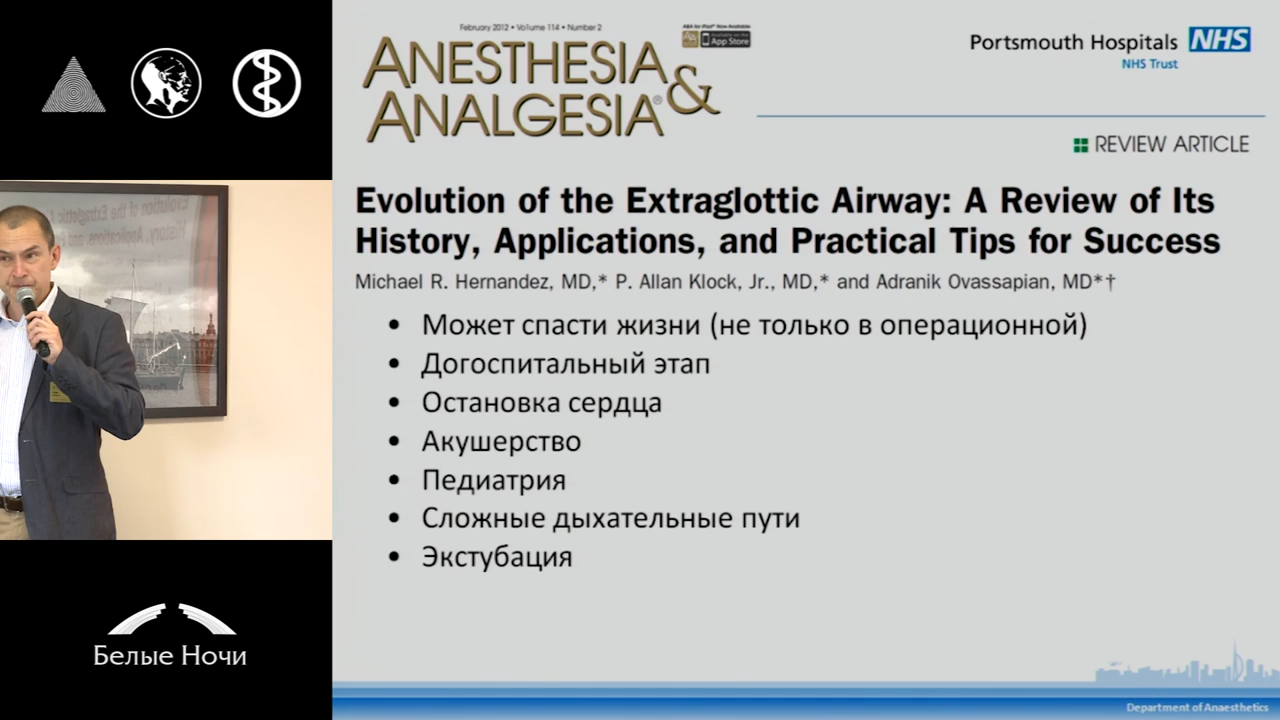 February 2012 • Volume 114 • Number 2
ANESTHESIA
& ANALGESIA®
App Store
Portsmouth Hospitals NHS
NHS Trust
REVIEW ARTICLE
Evolution of the Extraglottic Airway: A Review of Its
History, Applications, and Practical Tips for Success
Michael R. Hernandez, MD,* P. Allan Klock, Jr., MD,* and Adranik Ovassapian, MD*†
• Может спасти жизни (не только в операционной)
• Догоспитальный этап
• Остановка сердца
• Акушерство
• Педиатрия
• Сложные дыхательные пути
• Экстубация
Белые Ночи
Department of Anaesthetics